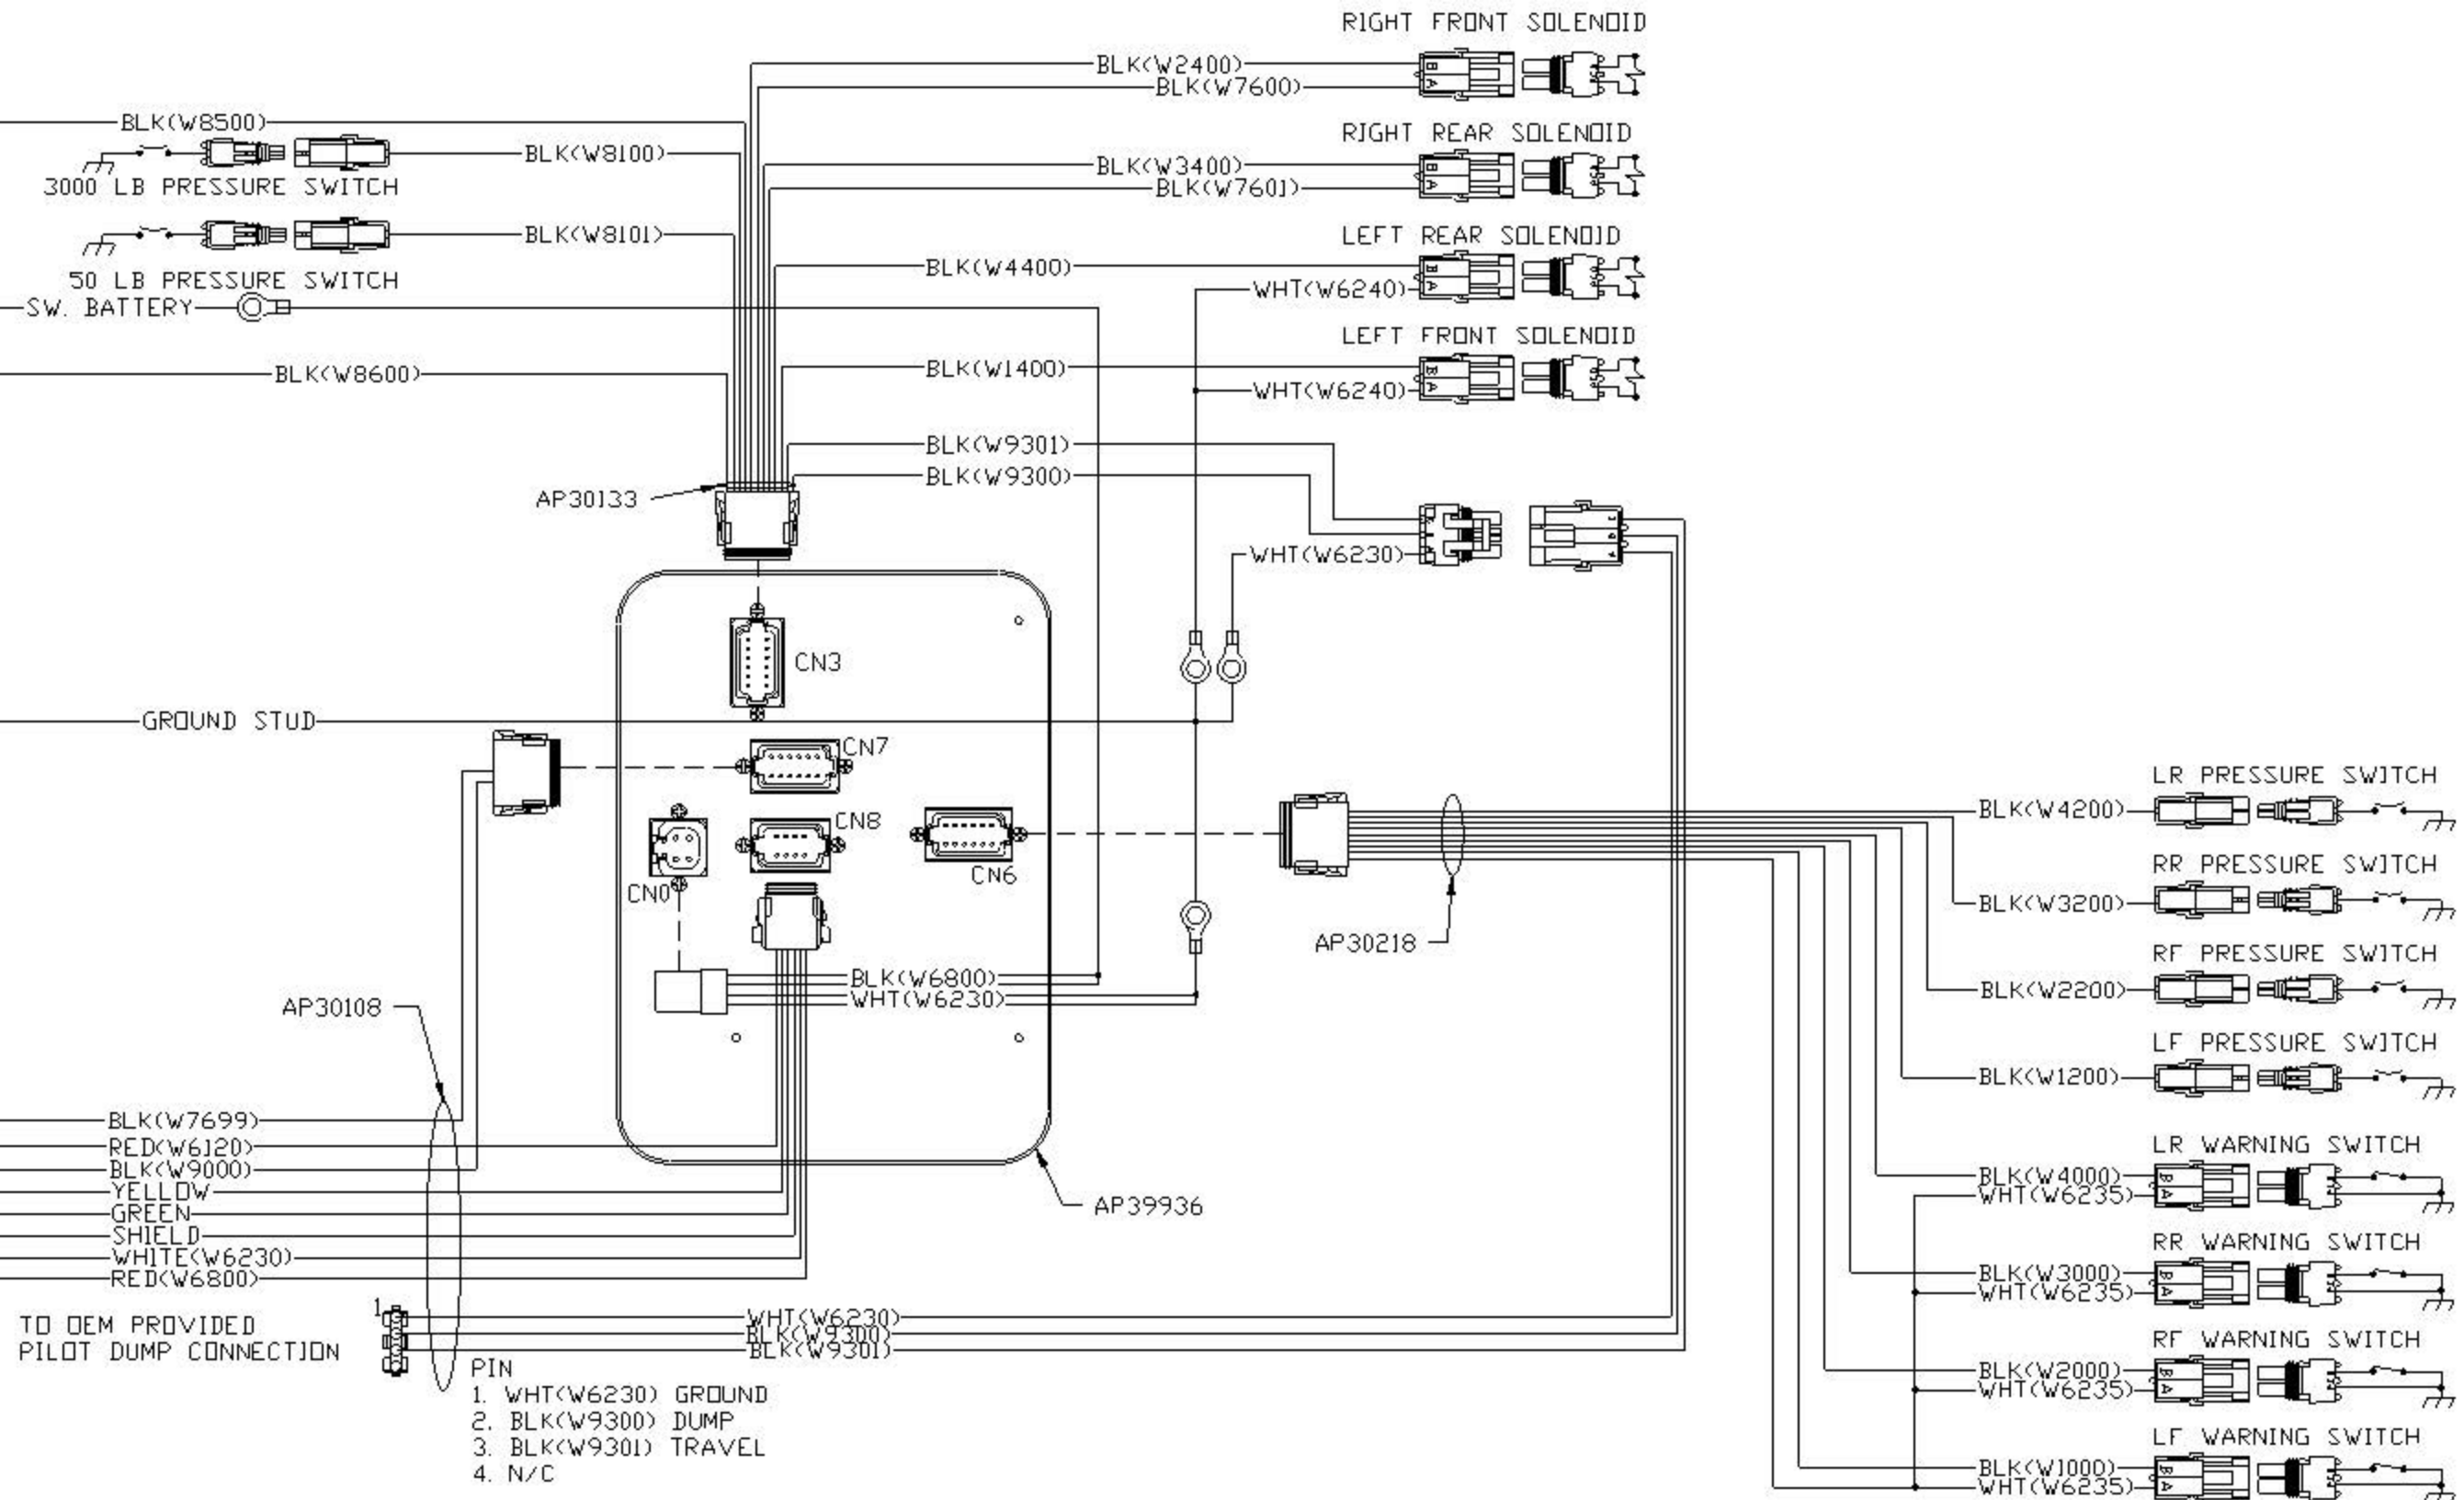 RIGHT FRONT SOLENOID
BLK(W2400)
BLK(W7600)
B
A
BLK(W8500)
RIGHT REAR SOLENOID
BLK(W8100)
BLK(W3400)
BLK(W7601)
B
A
3000 LB PRESSURE SWITCH
BLK(W8101)
LEFT REAR SOLENOID
BLK(W4400)
WHT(W6240)
B
A
50 LB PRESSURE SWITCH
SW. BATTERY
LEFT FRONT SOLENOID
BLK(W8600)
BLK(W1400)
WHT(W6240)
B
A
BLK(W9301)
BLK(W9300)
AP30133
WHT(W6230)
CN3
GROUND STUD
CN7
LR PRESSURE SWITCH
BLK(W4200)
CN8
CN6
CN0
RR PRESSURE SWITCH
BLK(W3200)
AP30218
RF PRESSURE SWITCH
BLK(W6800)
WHT(W6230)
BLK(W2200)
AP30108
LF PRESSURE SWITCH
BLK(W1200)
BLK(W7699)
RED(W6120)
BLK(W9000)
YELLOW
GREEN
SHIELD
WHITE(W6230)
RED(W6800)
AP39936
LR WARNING SWITCH
BLK(W4000)
WHT(W6235)
B
A
RR WARNING SWITCH
BLK(W3000)
WHT(W6235)
B
A
1
WHT(W6230)
BLK(W9300)
BLK(W9301)
TO OEM PROVIDED
PILOT DUMP CONNECTION
RF WARNING SWITCH
BLK(W2000)
WHT(W6235)
B
A
PIN
1. WHT(W6230) GROUND
2. BLK(W9300) DUMP
3. BLK(W9301) TRAVEL
4. N/C
LF WARNING SWITCH
BLK(W1000)
WHT(W6235)
B
A